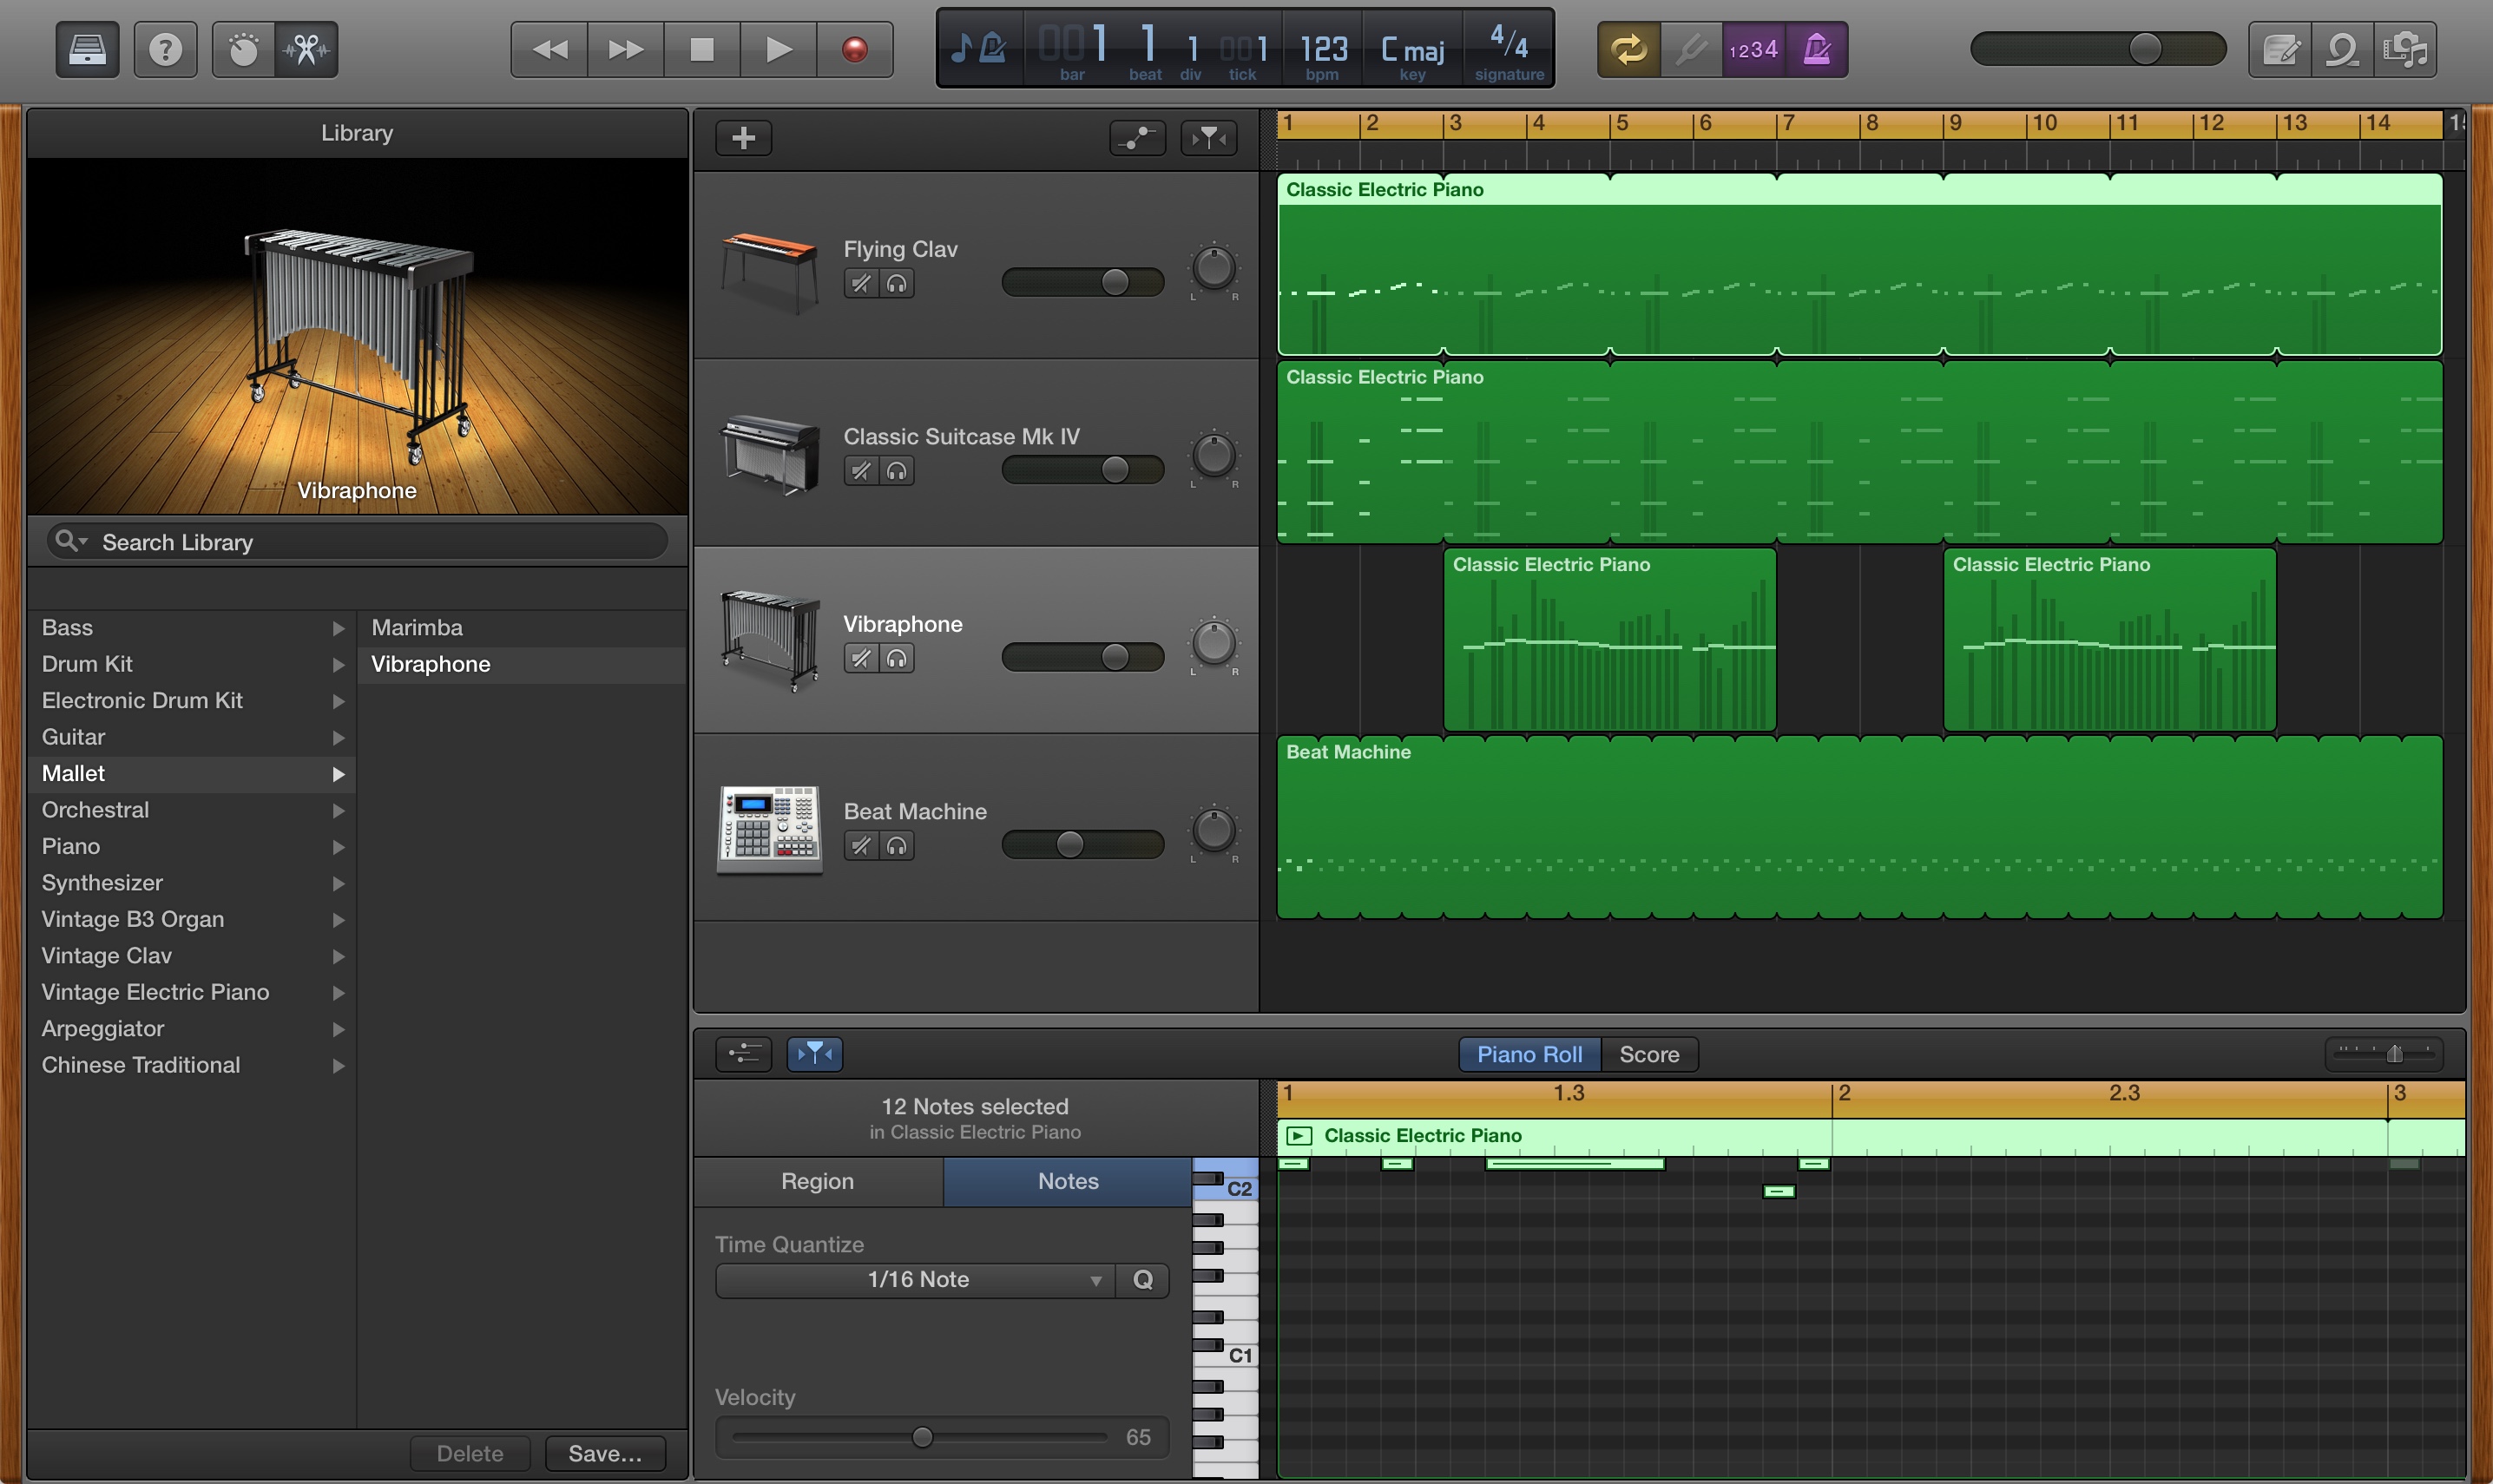 ?
001 1 1 001 123 C maj 4/4
bar beat div tick bpm key signature
1234
Library
Vibraphone
Search Library
Bass
Drum Kit
Electronic Drum Kit
Guitar
Mallet
Orchestral
Piano
Synthesizer
Vintage B3 Organ
Vintage Clav
Vintage Electric Piano
Arpeggiator
Chinese Traditional
Marimba
Vibraphone
Delete
Save...
1 2 3 4 5 6 7 8 9 10 11 12 13 14
Flying Clav
L R
Classic Electric Piano
Classic Suitcase Mk IV
L R
Classic Electric Piano
Vibraphone
L R
Classic Electric Piano
Classic Electric Piano
Beat Machine
L R
Beat Machine
Piano Roll
Score
12 Notes selected
in Classic Electric Piano
Region
Notes
Time Quantize
1/16 Note
Q
Velocity
65
1 1.3 2 2.3 3
Classic Electric Piano
C2
C1